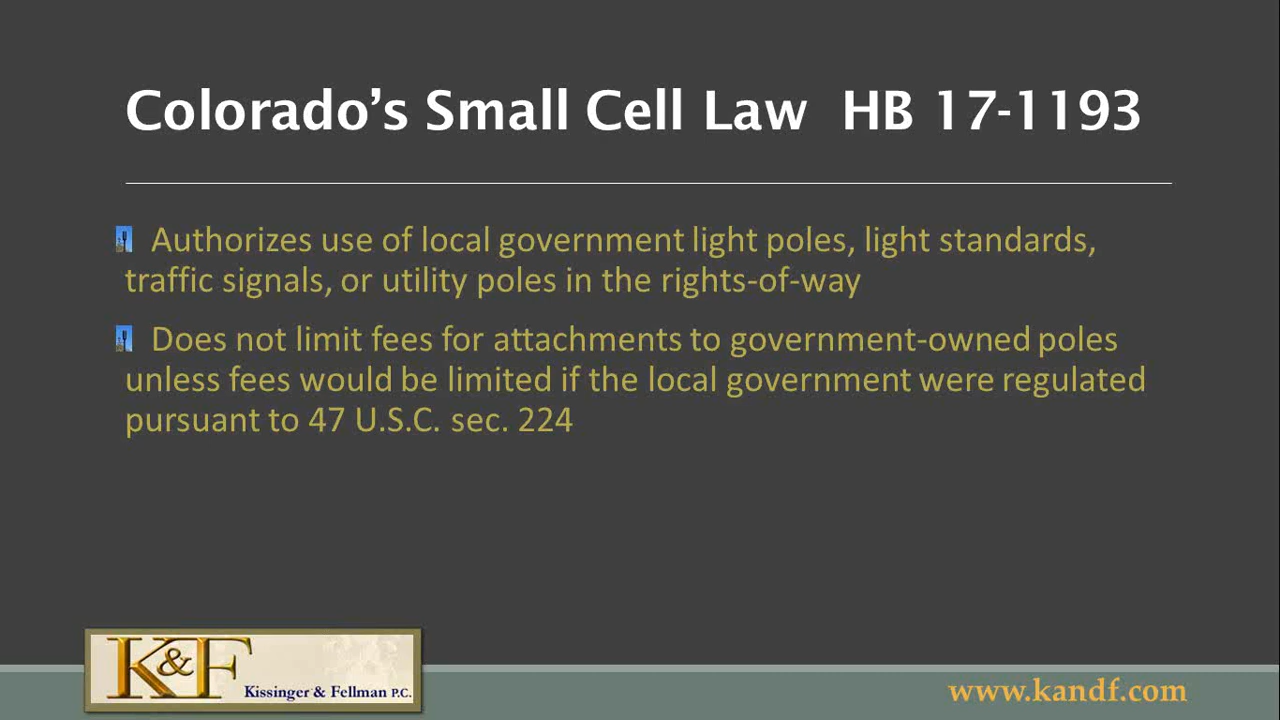 Colorado’s Small Cell Law  HB 17-1193
Authorizes use of local government light poles, light standards,
traffic signals, or utility poles in the rights-of-way
Does not limit fees for attachments to government-owned poles
unless fees would be limited if the local government were regulated
pursuant to 47 U.S.C. sec. 224
K&F
Kissinger & Fellman P.C.
www.kandf.com